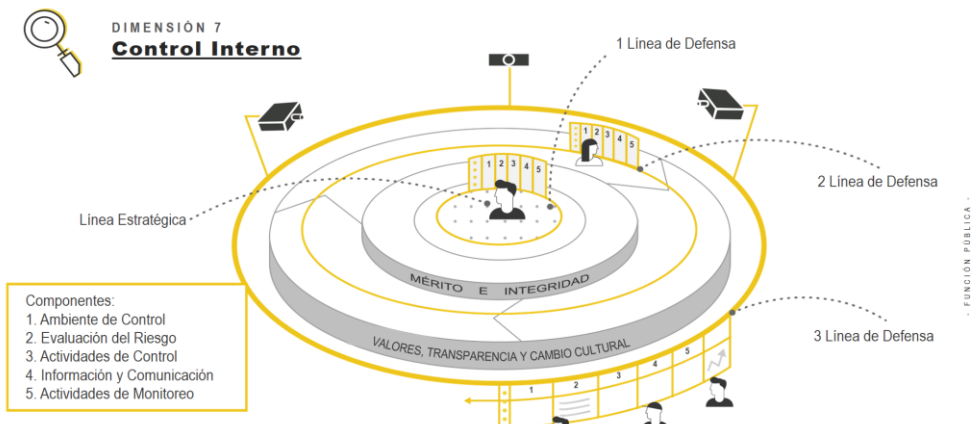 DIMENSIÓN 7
Control Interno
1 Línea de Defensa
1 2 3 4 5
1 2 3 4 5
2 Línea de Defensa
Línea Estratégica
- FUNCIÓN PÚBLICA -
MÉRITO E INTEGRIDAD
Componentes:
1. Ambiente de Control
2. Evaluación del Riesgo
3. Actividades de Control
4. Información y Comunicación
5. Actividades de Monitoreo
VALORES, TRANSPARENCIA Y CAMBIO CULTURAL
3 Línea de Defensa
1 2 3 4 5